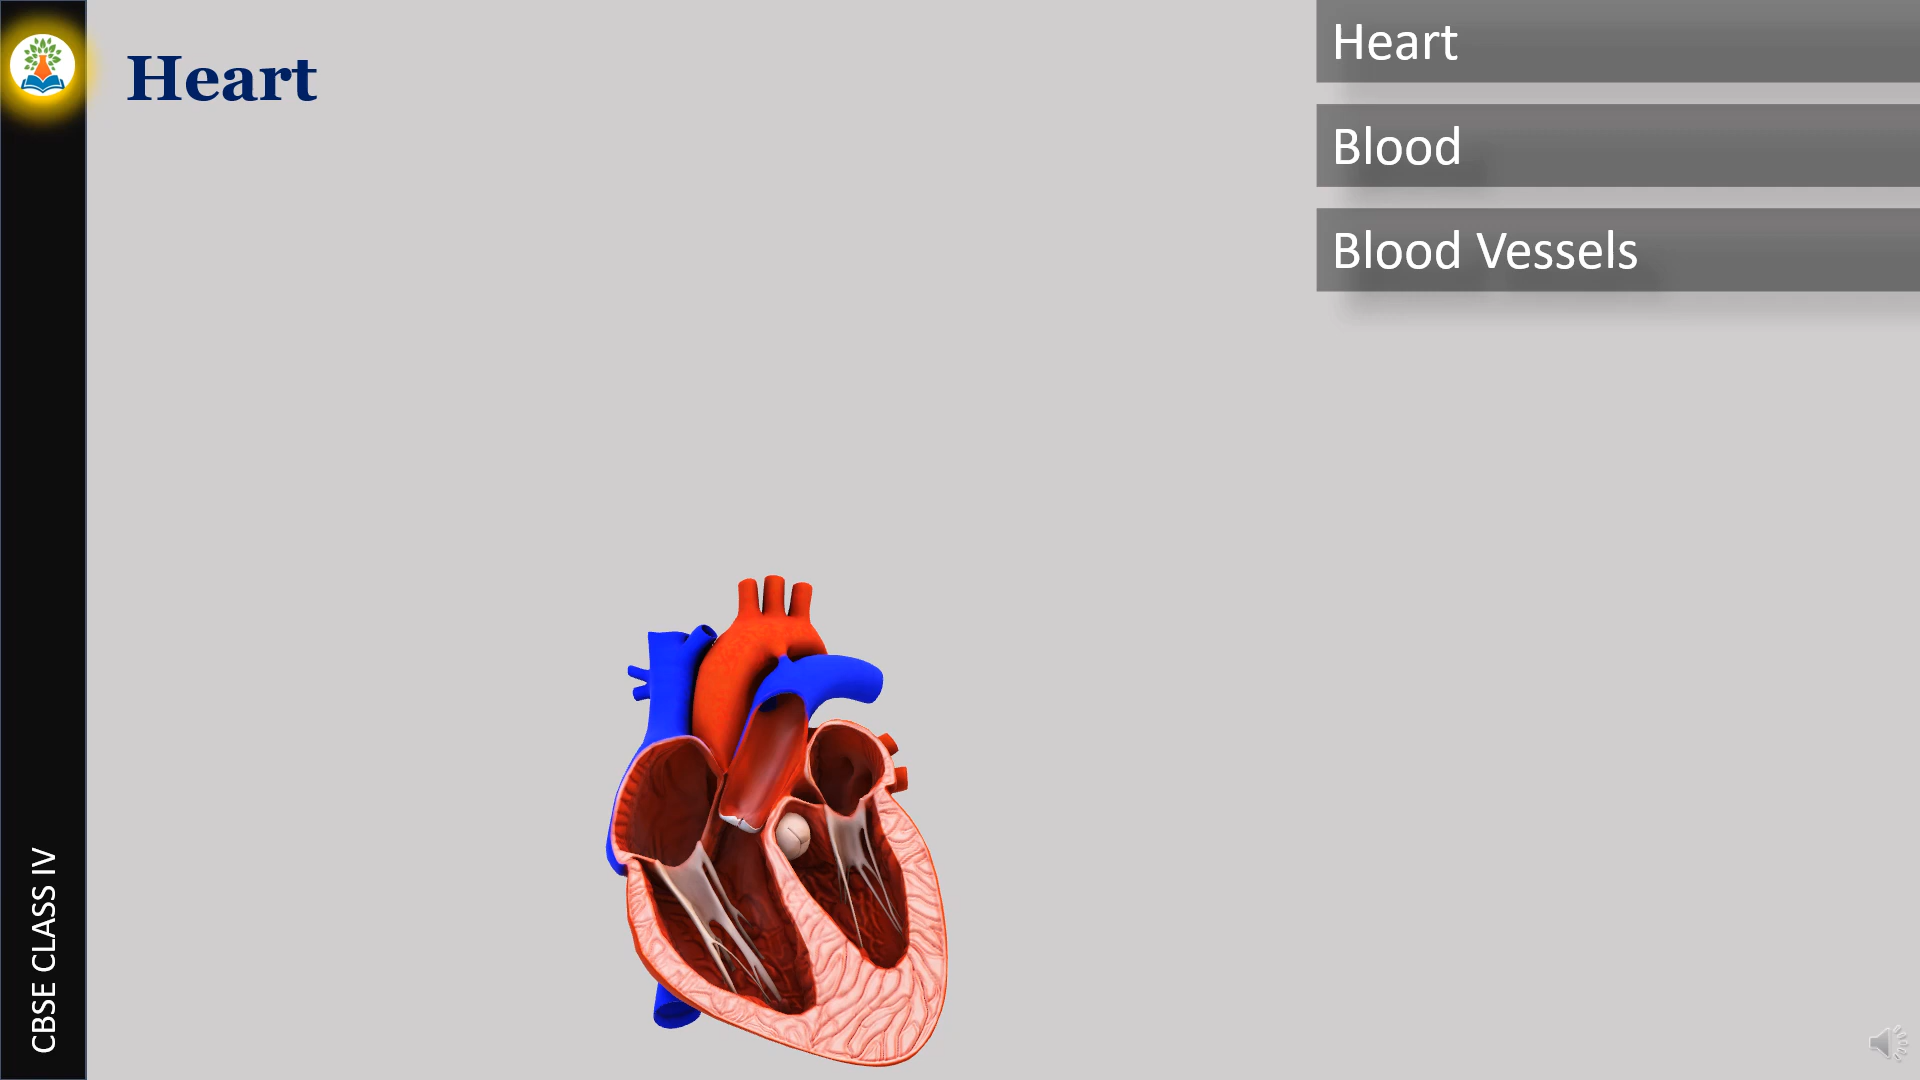 Heart
Heart
Blood
Blood Vessels
CBSE CLASS IV